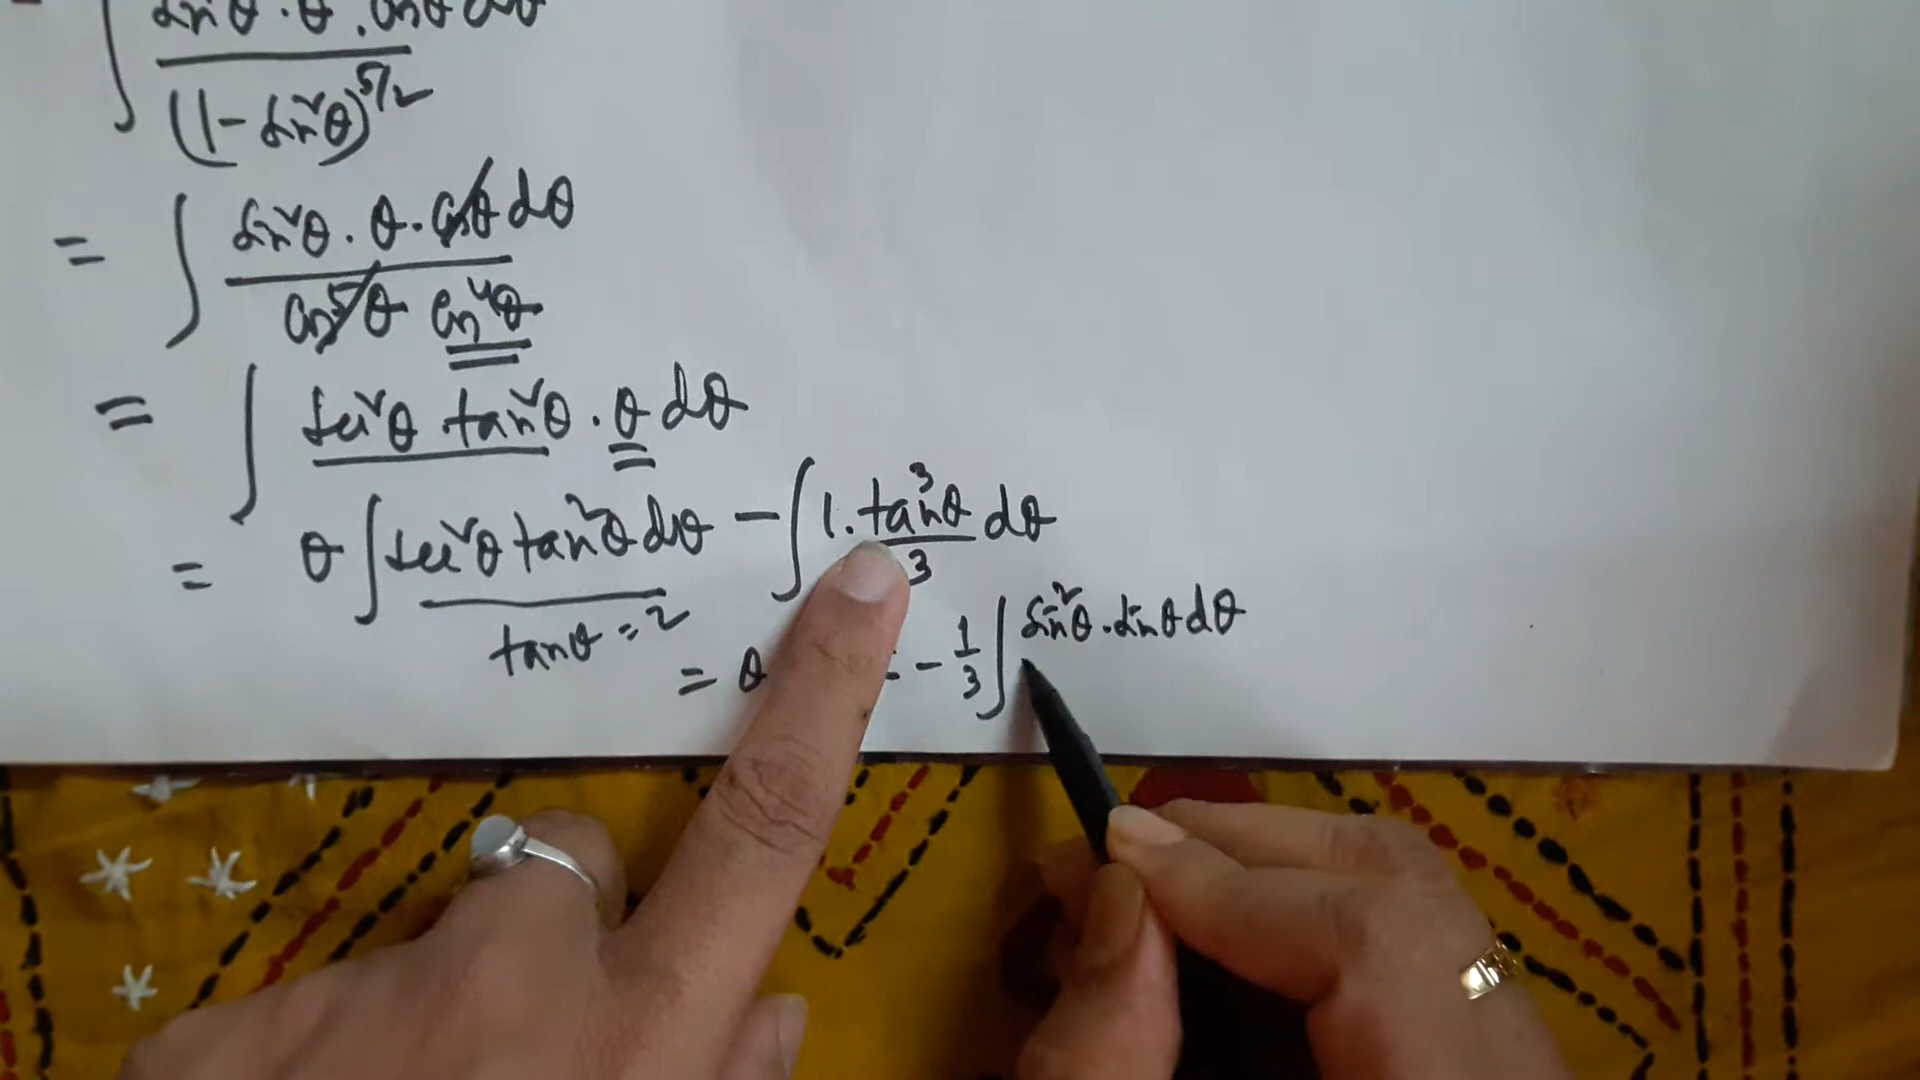 ∫ sin²θ · θ · cosθ dθ / (1 - sin²θ)^5/2
= ∫ sin²θ · θ · cosθ dθ / cos⁵θ cos⁴θ
= ∫ sec²θ tan²θ · θ dθ
= θ ∫ sec²θ tan²θ dθ - ∫ 1 · tan³θ / 3 dθ
tanθ = z
= θ - 1/3 ∫ sin²θ · sinθ dθ